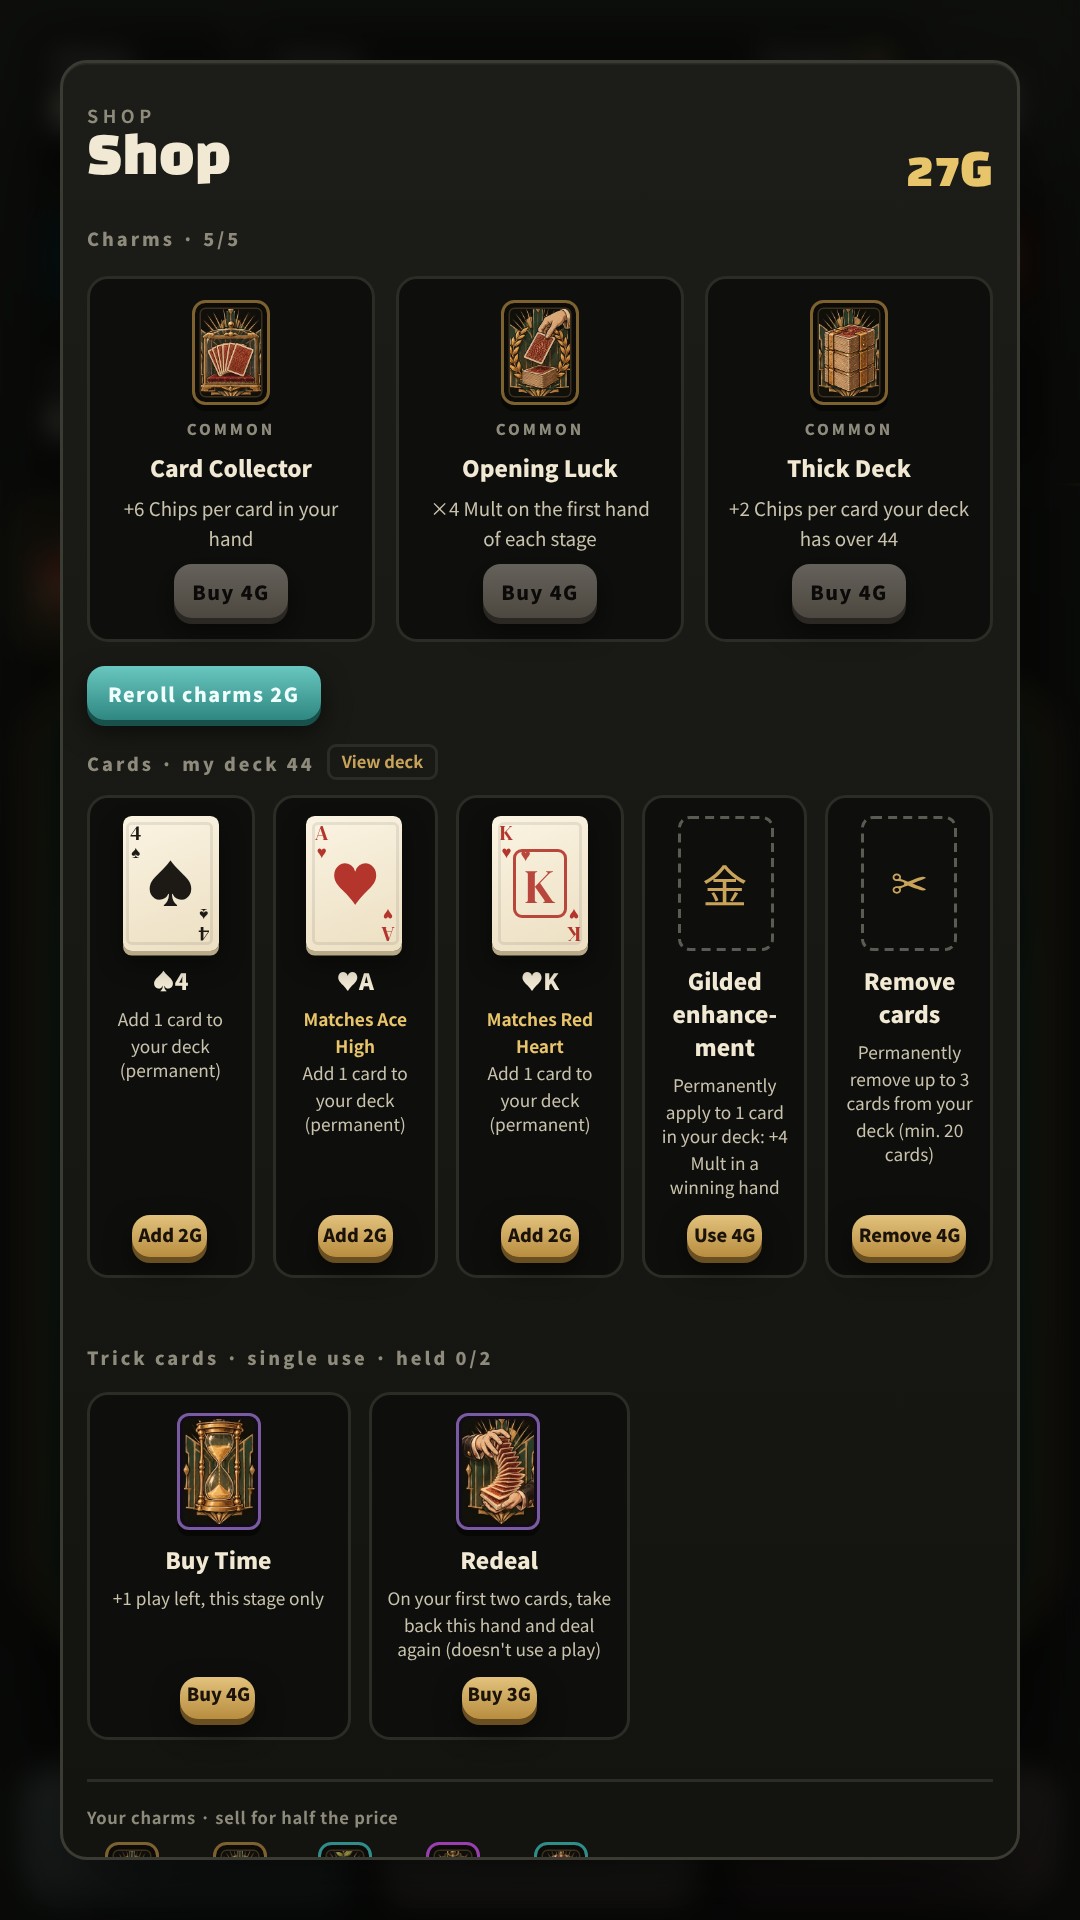 SHOP
Shop
27G
Charms · 5/5
COMMON
Card Collector
+6 Chips per card in your
hand
Buy 4G
COMMON
Opening Luck
×4 Mult on the first hand
of each stage
Buy 4G
COMMON
Thick Deck
+2 Chips per card your deck
has over 44
Buy 4G
Reroll charms 2G
Cards · my deck 44
View deck
4
♠
♠
4
♠4
Add 1 card to
your deck
(permanent)
Add 2G
A
♥
♥
A
♥A
Matches Ace
High
Add 1 card to
your deck
(permanent)
Add 2G
K
♥
♥
K
♥
K
♥K
Matches Red
Heart
Add 1 card to
your deck
(permanent)
Add 2G
金
Gilded
enhance-
ment
Permanently
apply to 1 card
in your deck: +4
Mult in a
winning hand
Use 4G
✂
Remove
cards
Permanently
remove up to 3
cards from your
deck (min. 20
cards)
Remove 4G
Trick cards · single use · held 0/2
Buy Time
+1 play left, this stage only
Buy 4G
Redeal
On your first two cards, take
back this hand and deal
again (doesn't use a play)
Buy 3G
Your charms · sell for half the price